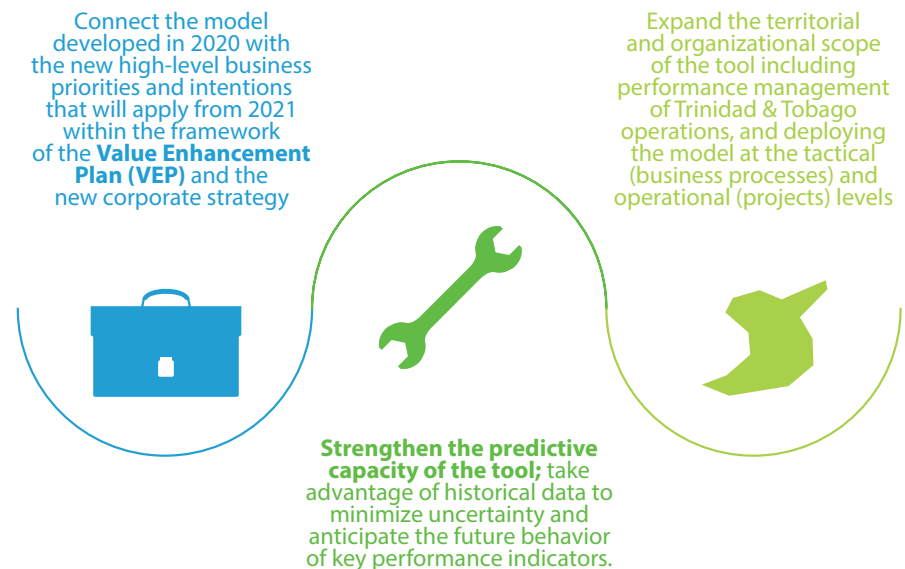 Connect the model
developed in 2020 with
the new high-level business
priorities and intentions
that will apply from 2021
within the framework
of the Value Enhancement
Plan (VEP) and the
new corporate strategy
Strengthen the predictive
capacity of the tool; take
advantage of historical data to
minimize uncertainty and
anticipate the future behavior
of key performance indicators.
Expand the territorial
and organizational scope
of the tool including
performance management
of Trinidad & Tobago
operations, and deploying
the model at the tactical
(business processes) and
operational (projects) levels